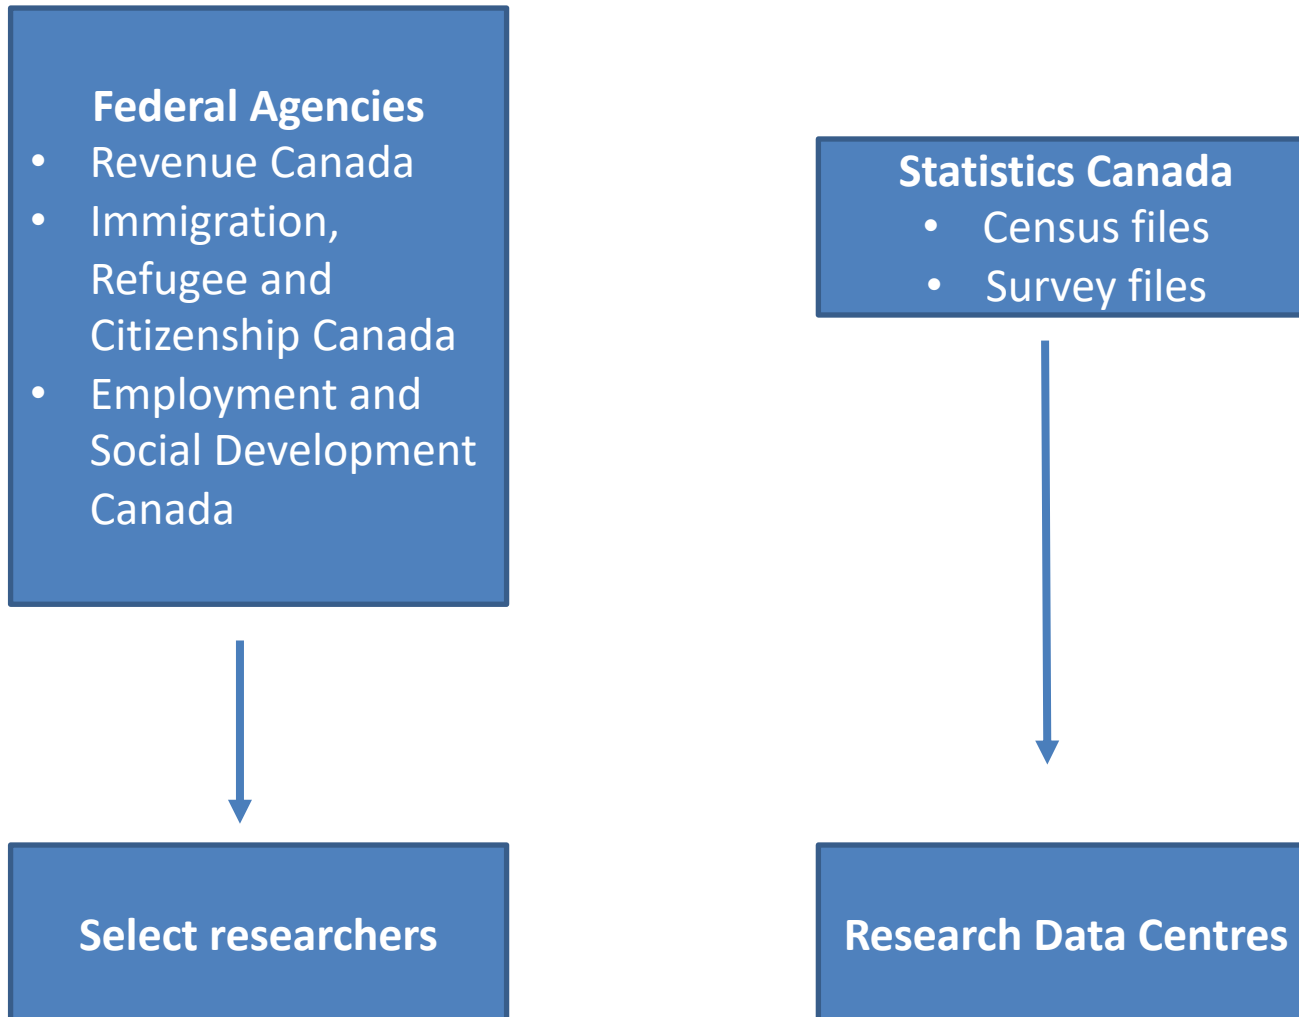 Federal Agencies
• Revenue Canada
• Immigration,
Refugee and
Citizenship Canada
• Employment and
Social Development
Canada
Statistics Canada
• Census files
• Survey files
Select researchers
Research Data Centres